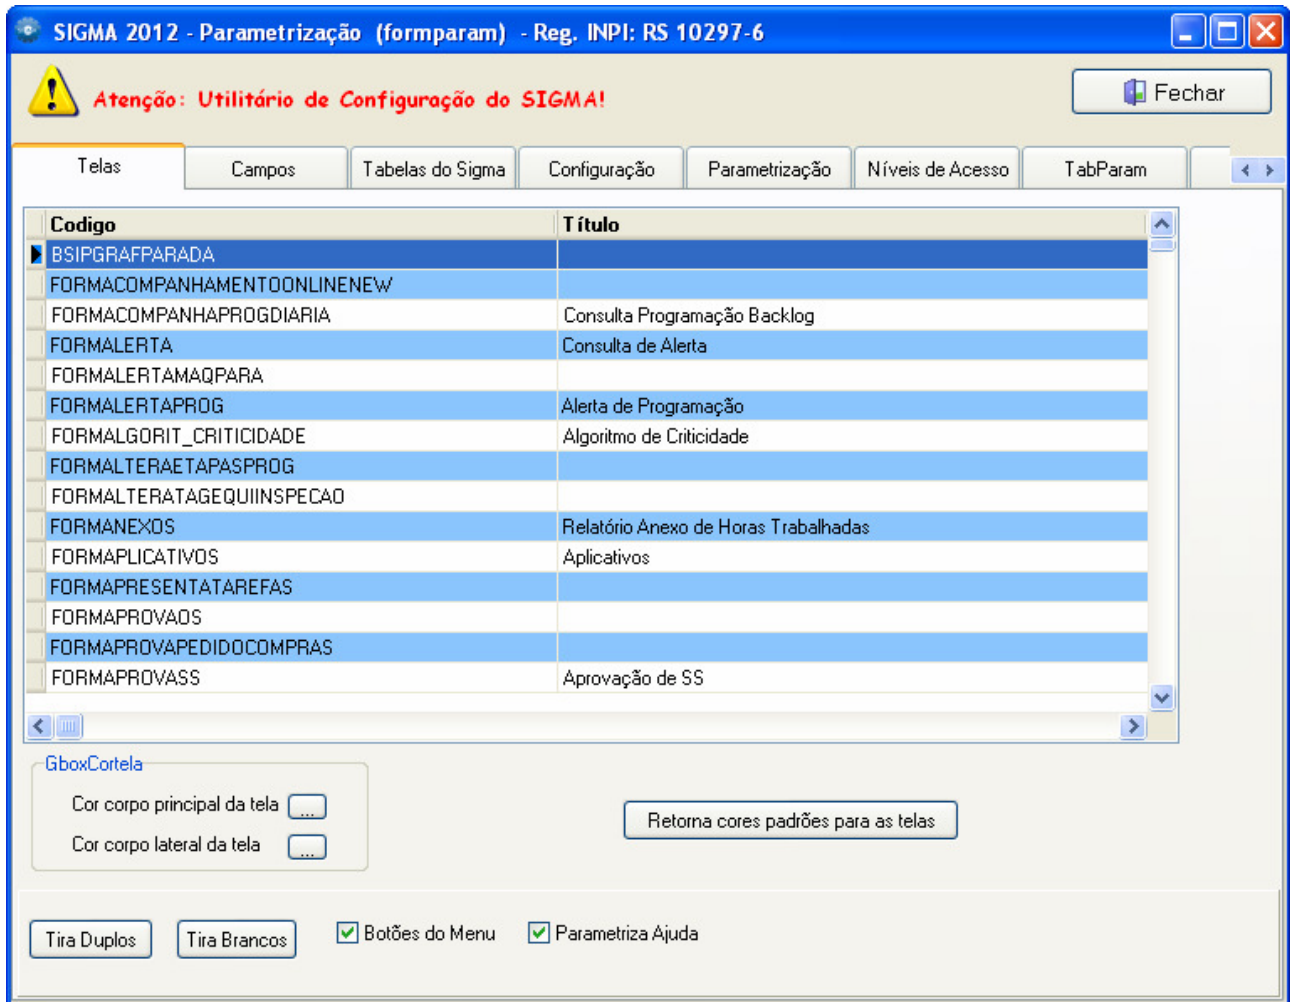 SIGMA 2012 - Parametrização (formparam) - Reg. INPI: RS 10297-6
Atenção: Utilitário de Configuração do SIGMA!
Fechar
Telas Campos Tabelas do Sigma Configuração Parametrização Níveis de Acesso TabParam
Codigo Título
BSIPGRAFPARADA
FORMACOMPANHAMENTOONLINENEW
FORMACOMPANHAPROGDIARIA Consulta Programação Backlog
FORMALERTA Consulta de Alerta
FORMALERTAMAQPARA
FORMALERTAPROG Alerta de Programação
FORMALGORIT_CRITICIDADE Algoritmo de Criticidade
FORMALTERAETAPASPROG
FORMALTERATAGEQUIINSPECAO
FORMANEXOS Relatório Anexo de Horas Trabalhadas
FORMAPLICATIVOS Aplicativos
FORMAPRESENTATAREFAS
FORMAPROVAOS
FORMAPROVAPEDIDOCOMPRAS
FORMAPROVASS Aprovação de SS
GboxCortela
Cor corpo principal da tela ...
Retorna cores padrões para as telas
Cor corpo lateral da tela ...
Tira Duplos Tira Brancos Botões do Menu Parametriza Ajuda